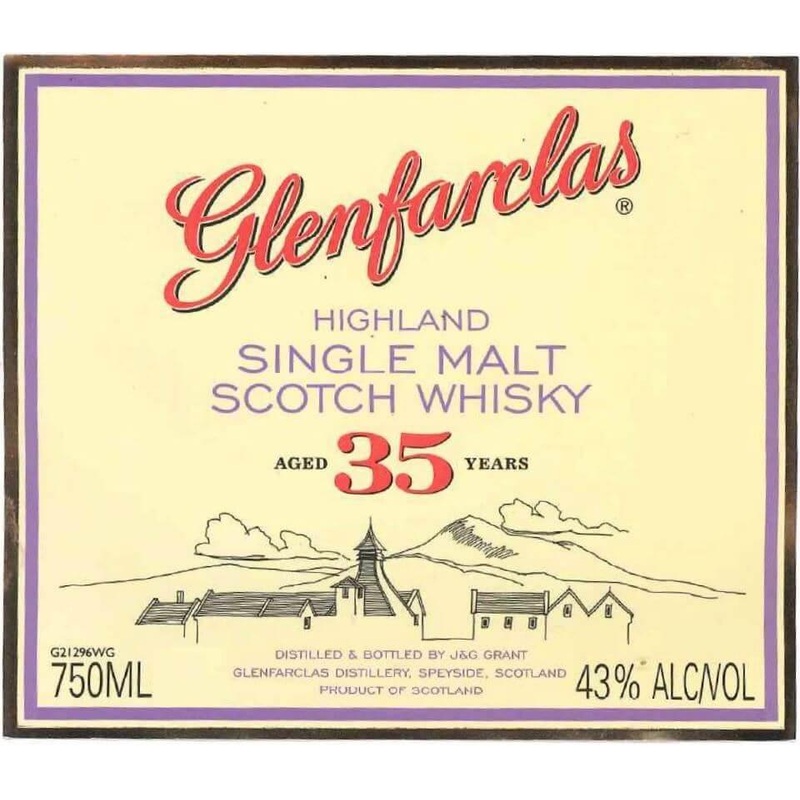 Glenfarclas®
HIGHLAND
SINGLE MALT
SCOTCH WHISKY
AGED 35 YEARS
G21296WG
750ML
DISTILLED & BOTTLED BY J&G GRANT
GLENFARCLAS DISTILLERY, SPEYSIDE, SCOTLAND
PRODUCT OF SCOTLAND
43% ALC/VOL